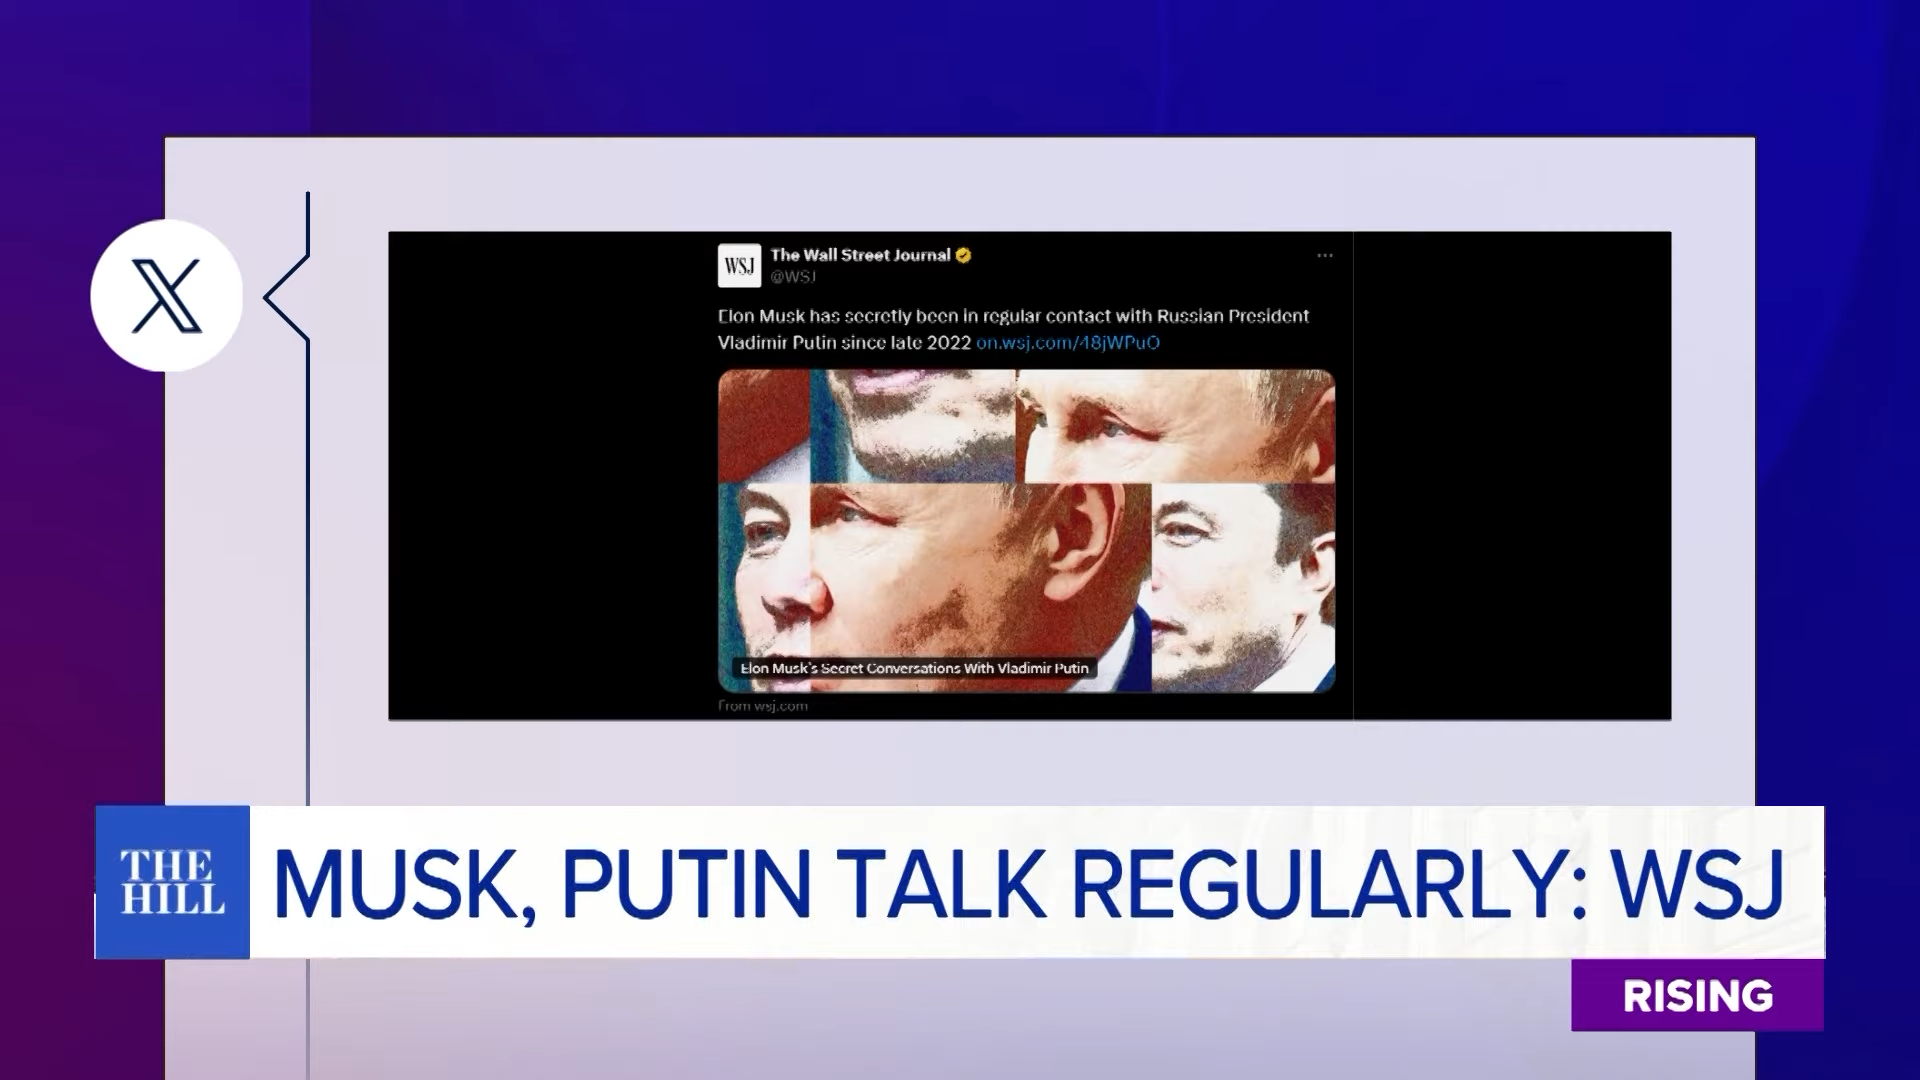 The Wall Street Journal
@WSJ
WSJ
Elon Musk has secretly been in regular contact with Russian President
Vladimir Putin since late 2022 on.wsj.com/48jWPuO
Elon Musk's Secret Conversations With Vladimir Putin
From wsj.com
THE
HILL
MUSK, PUTIN TALK REGULARLY: WSJ
RISING